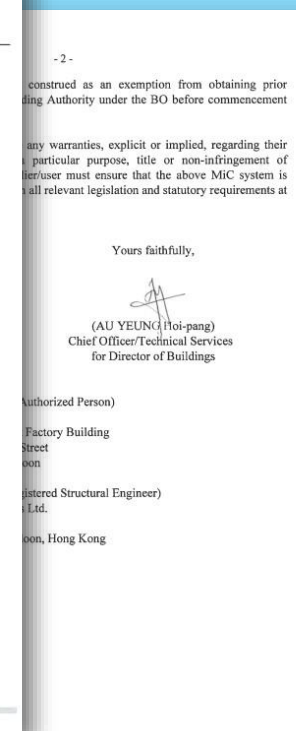 - 2 -
construed as an exemption from obtaining prior
ding Authority under the BO before commencement
any warranties, explicit or implied, regarding their
particular purpose, title or non-infringement of
lier/user must ensure that the above MiC system is
all relevant legislation and statutory requirements at
Yours faithfully,
(AU YEUNG Hoi-pang)
Chief Officer/Technical Services
for Director of Buildings
Authorized Person)
Factory Building
Street
oon
gistered Structural Engineer)
Ltd.
oon, Hong Kong